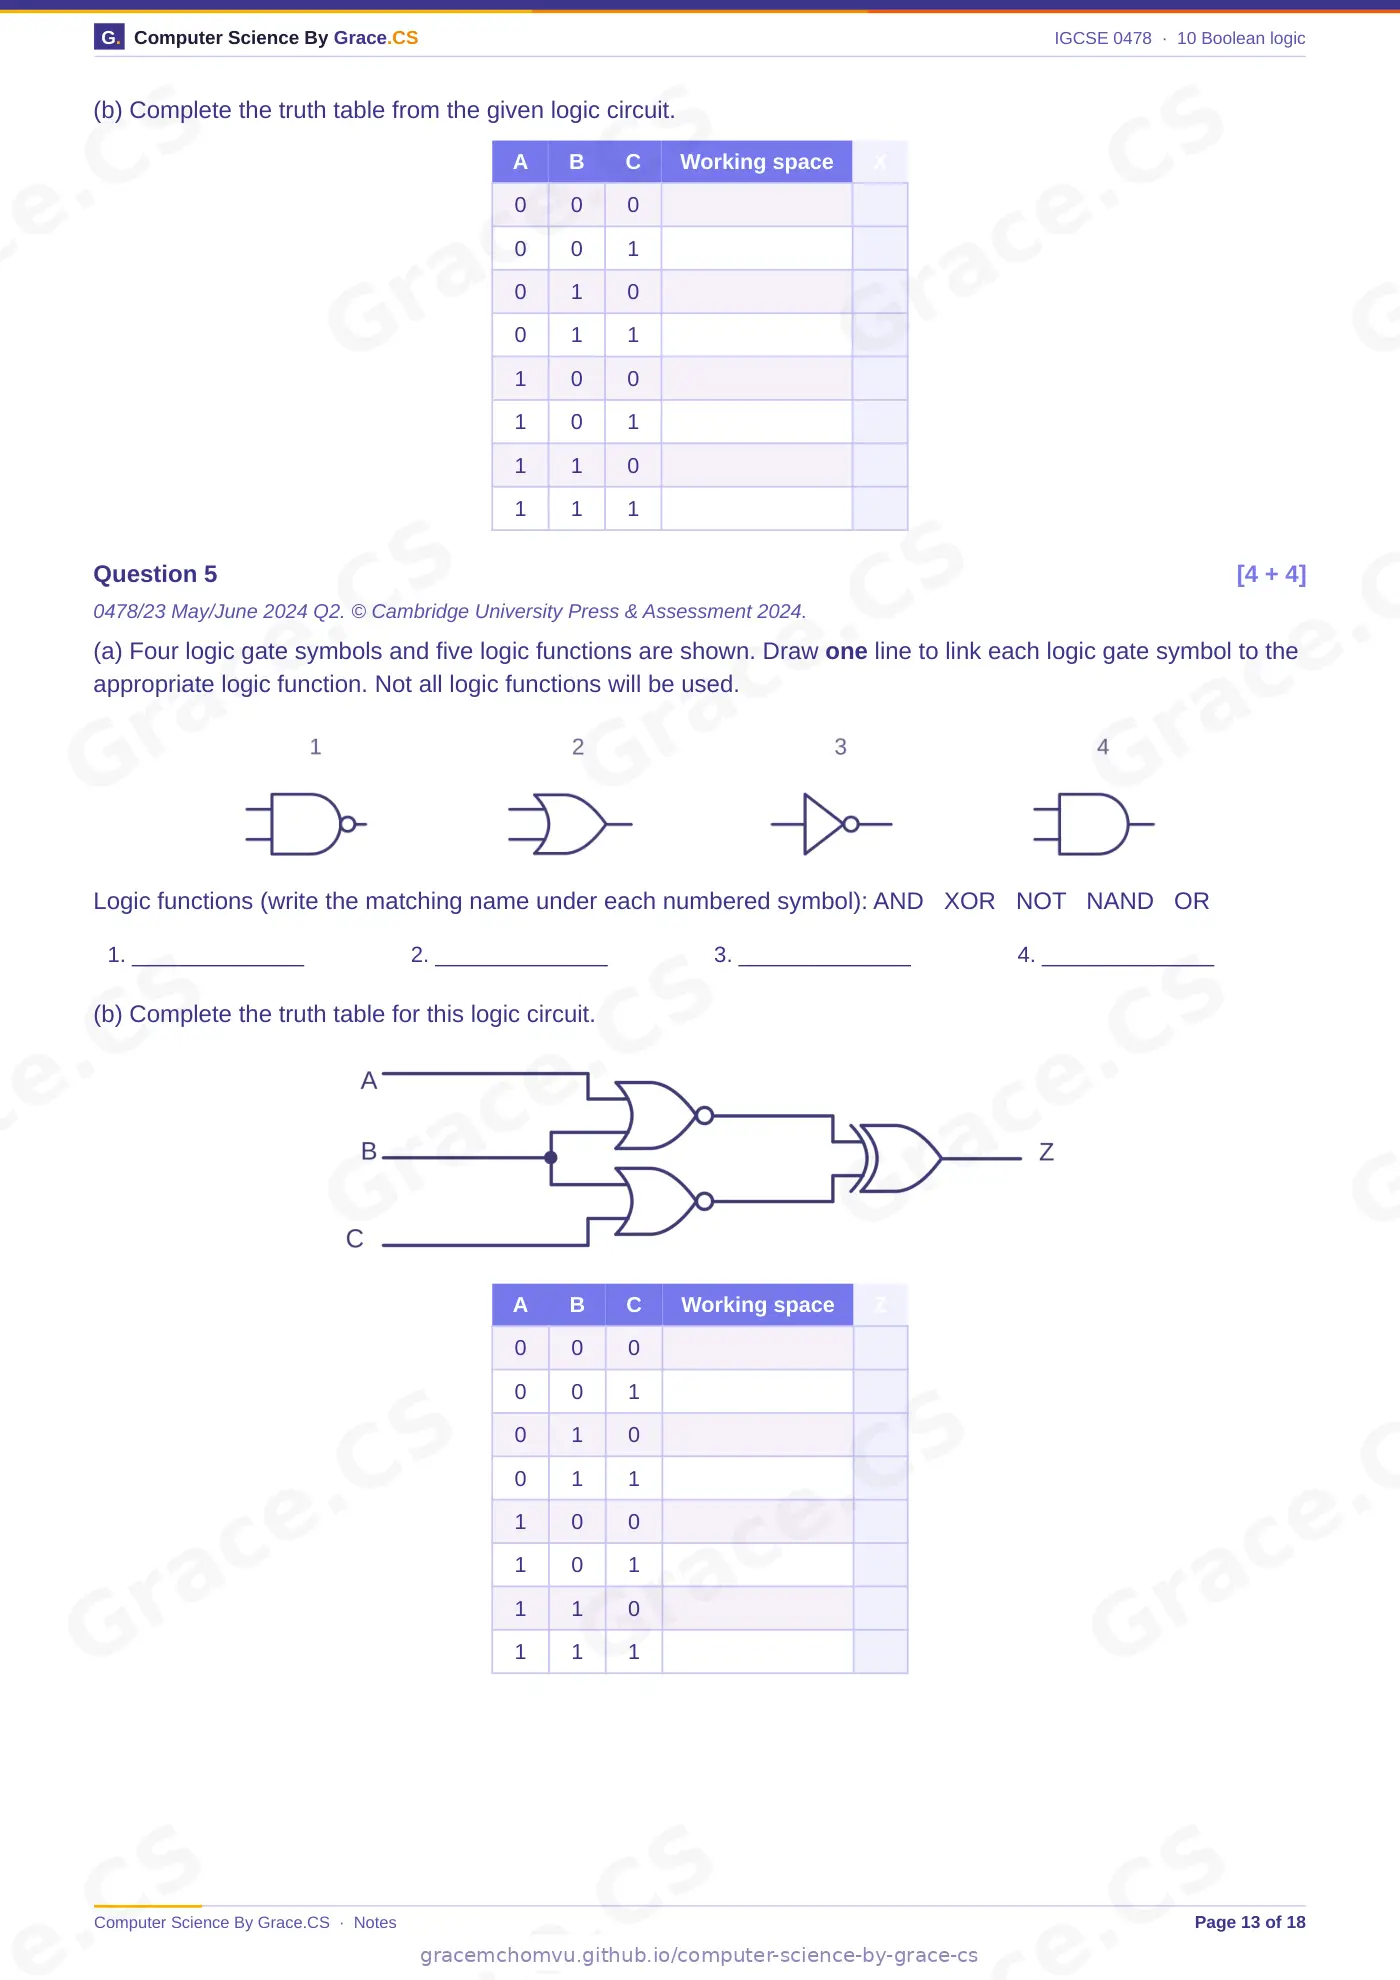 G. Computer Science By Grace.CS
IGCSE 0478 · 10 Boolean logic
(b) Complete the truth table from the given logic circuit.
A B C Working space X
0 0 0
0 0 1
0 1 0
0 1 1
1 0 0
1 0 1
1 1 0
1 1 1
Question 5 [4 + 4]
0478/23 May/June 2024 Q2. © Cambridge University Press & Assessment 2024.
(a) Four logic gate symbols and five logic functions are shown. Draw one line to link each logic gate symbol to the
appropriate logic function. Not all logic functions will be used.
1 2 3 4
Logic functions (write the matching name under each numbered symbol): AND XOR NOT NAND OR
1. ______________ 2. ______________ 3. ______________ 4. ______________
(b) Complete the truth table for this logic circuit.
A
B
Z
C
A B C Working space Z
0 0 0
0 0 1
0 1 0
0 1 1
1 0 0
1 0 1
1 1 0
1 1 1
Computer Science By Grace.CS · Notes
Page 13 of 18
gracemchomvu.github.io/computer-science-by-grace-cs
Grace.CS